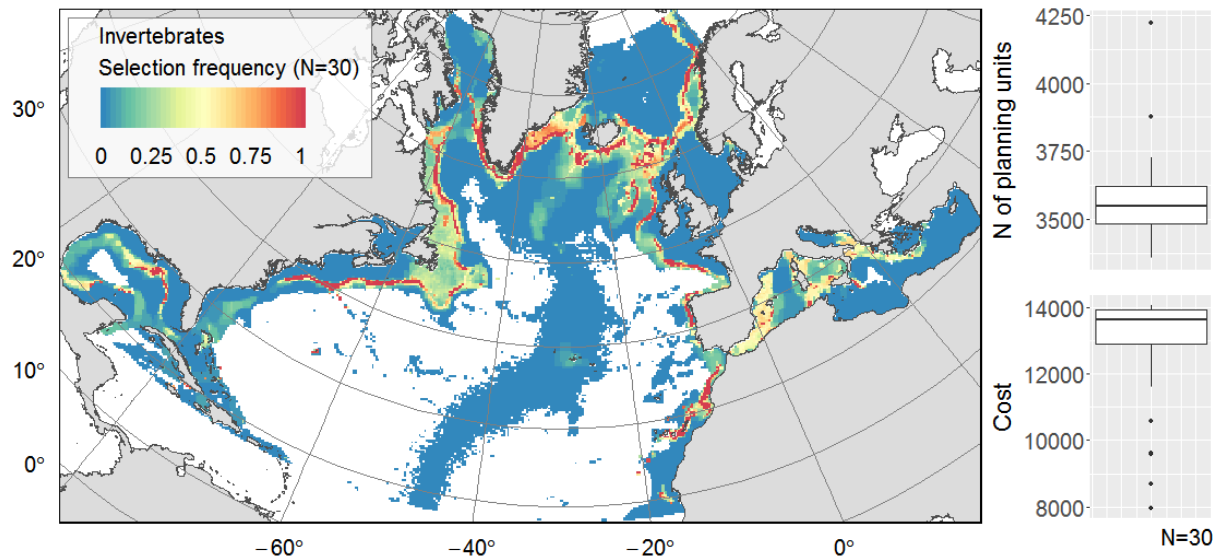 Invertebrates
Selection frequency (N=30)
0 0.25 0.5 0.75 1
30°
20°
10°
0°
−60° −40° −20° 0°
N of planning units
4250
4000
3750
3500
Cost
14000
12000
10000
8000
N=30